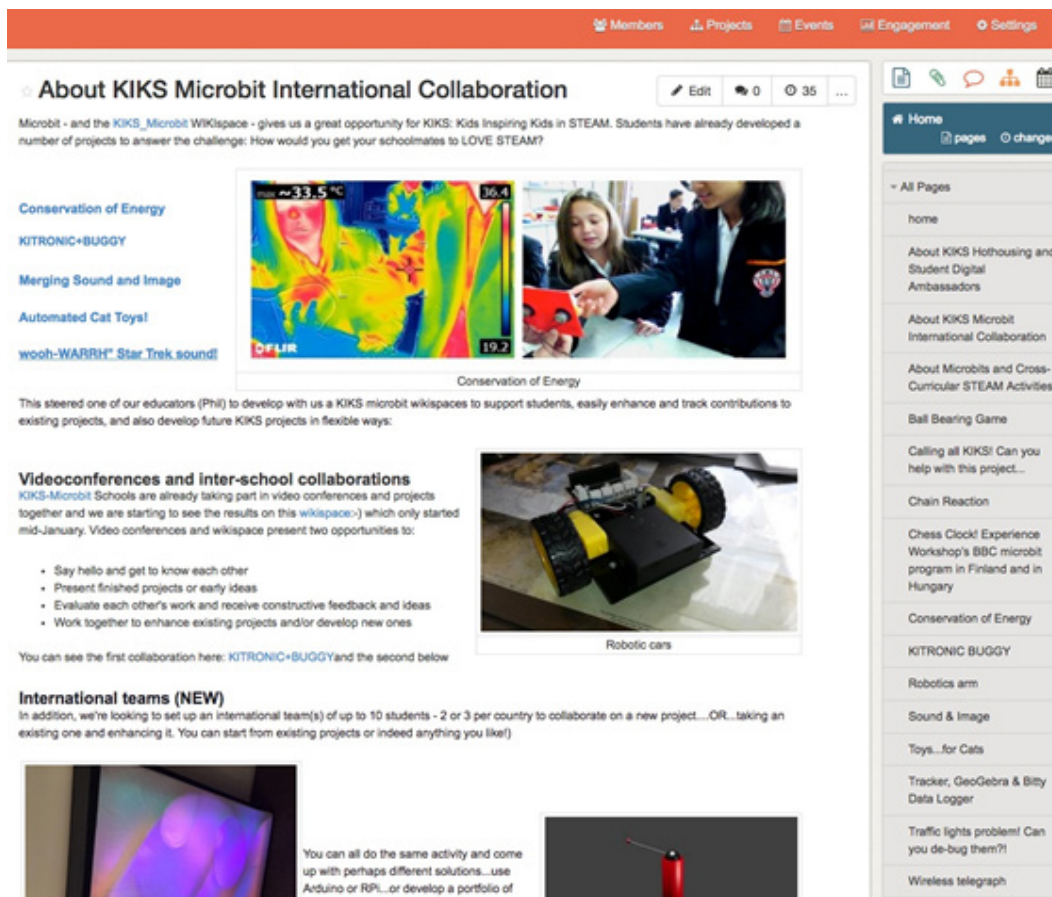 Members Projects Events Engagement Settings
About KIKS Microbit International Collaboration
Edit 0 35 ...
Microbit - and the KIKS_Microbit WIKIspace - gives us a great opportunity for KIKS: Kids Inspiring Kids in STEAM. Students have already developed a
number of projects to answer the challenge: How would you get your schoolmates to LOVE STEAM?
Conservation of Energy
KITRONIC+BUGGY
Merging Sound and Image
Automated Cat Toys!
wooh-WARRH" Star Trek sound!
max ~33.5 °C
36.4
FLIR
19.2
Conservation of Energy
This steered one of our educators (Phil) to develop with us a KIKS microbit wikispaces to support students, easily enhance and track contributions to
existing projects, and also develop future KIKS projects in flexible ways:
Videoconferences and inter-school collaborations
KIKS-Microbit Schools are already taking part in video conferences and projects
together and we are starting to see the results on this wikispace:-) which only started
mid-January. Video conferences and wikispace present two opportunities to:
• Say hello and get to know each other
• Present finished projects or early ideas
• Evaluate each other's work and receive constructive feedback and ideas
• Work together to enhance existing projects and/or develop new ones
Robotic cars
You can see the first collaboration here: KITRONIC+BUGGYand the second below
International teams (NEW)
In addition, we're looking to set up an international team(s) of up to 10 students - 2 or 3 per country to collaborate on a new project....OR...taking an
existing one and enhancing it. You can start from existing projects or indeed anything you like!)
You can all do the same activity and come
up with perhaps different solutions...use
Arduino or RPi...or develop a portfolio of
Home
pages change
All Pages
home
About KIKS Hothousing and
Student Digital
Ambassadors
About KIKS Microbit
International Collaboration
About Microbits and Cross-
Curricular STEAM Activities
Ball Bearing Game
Calling all KIKS! Can you
help with this project...
Chain Reaction
Chess Clock! Experience
Workshop's BBC microbit
program in Finland and in
Hungary
Conservation of Energy
KITRONIC BUGGY
Robotics arm
Sound & Image
Toys...for Cats
Tracker, GeoGebra & Bitty
Data Logger
Traffic lights problem! Can
you de-bug them?!
Wireless telegraph